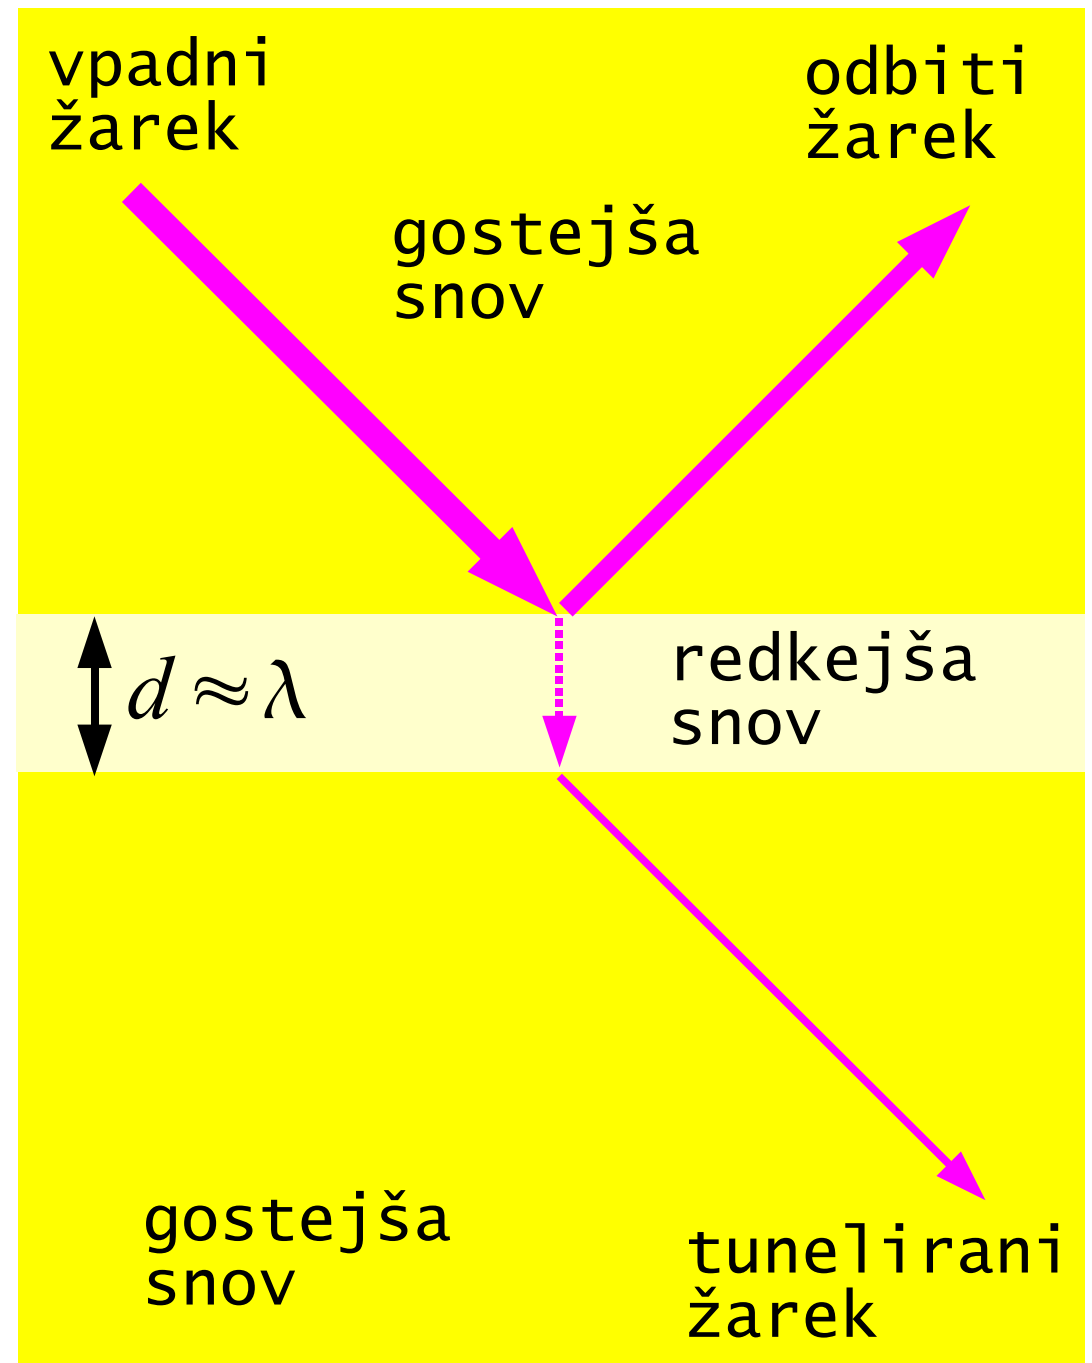 vpadni
žarek
odbiti
žarek
gostejša
snov
d ≈ λ
redkejša
snov
gostejša
snov
tunelirani
žarek